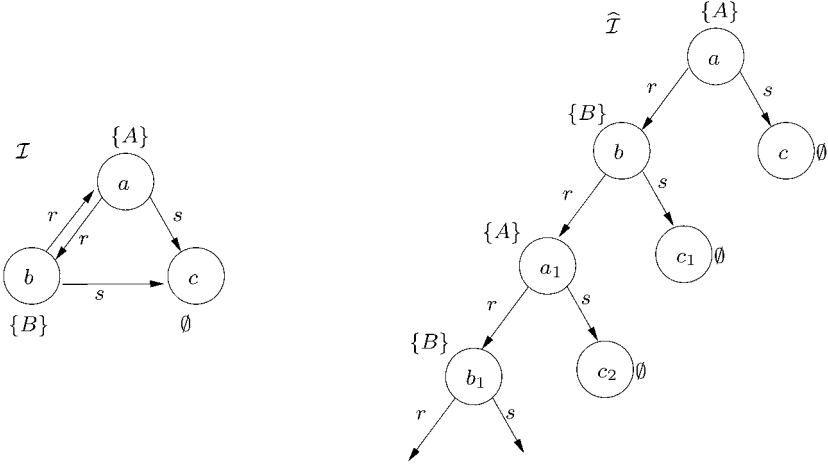 {A}
ℐ̂
a
r
s
{A}
{B}
ℐ
b
c
∅
a
r
s
r
s
r
{A}
c₁
∅
b
c
a₁
s
r
s
{B}
∅
{B}
c₂
∅
b₁
r
s